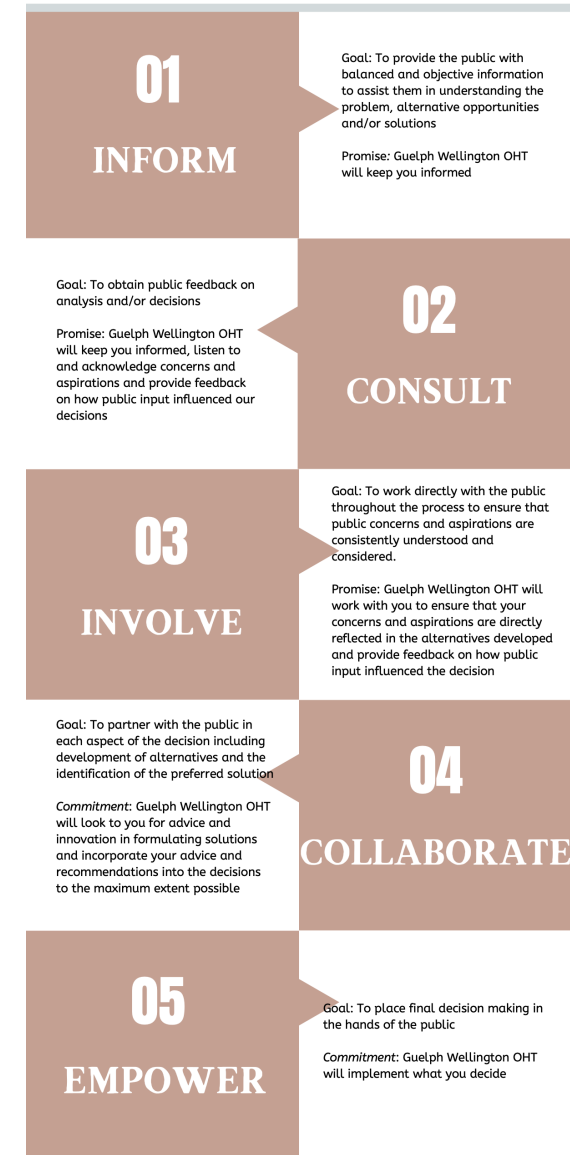 01
INFORM
Goal: To provide the public with
balanced and objective information
to assist them in understanding the
problem, alternative opportunities
and/or solutions
Promise: Guelph Wellington OHT
will keep you informed
Goal: To obtain public feedback on
analysis and/or decisions
Promise: Guelph Wellington OHT
will keep you informed, listen to
and acknowledge concerns and
aspirations and provide feedback
on how public input influenced our
decisions
02
CONSULT
03
INVOLVE
Goal: To work directly with the public
throughout the process to ensure that
public concerns and aspirations are
consistently understood and
considered.
Promise: Guelph Wellington OHT will
work with you to ensure that your
concerns and aspirations are directly
reflected in the alternatives developed
and provide feedback on how public
input influenced the decision
Goal: To partner with the public in
each aspect of the decision including
development of alternatives and the
identification of the preferred solution
Commitment: Guelph Wellington OHT
will look to you for advice and
innovation in formulating solutions
and incorporate your advice and
recommendations into the decisions
to the maximum extent possible
04
COLLABORATE
05
EMPOWER
Goal: To place final decision making in
the hands of the public
Commitment: Guelph Wellington OHT
will implement what you decide